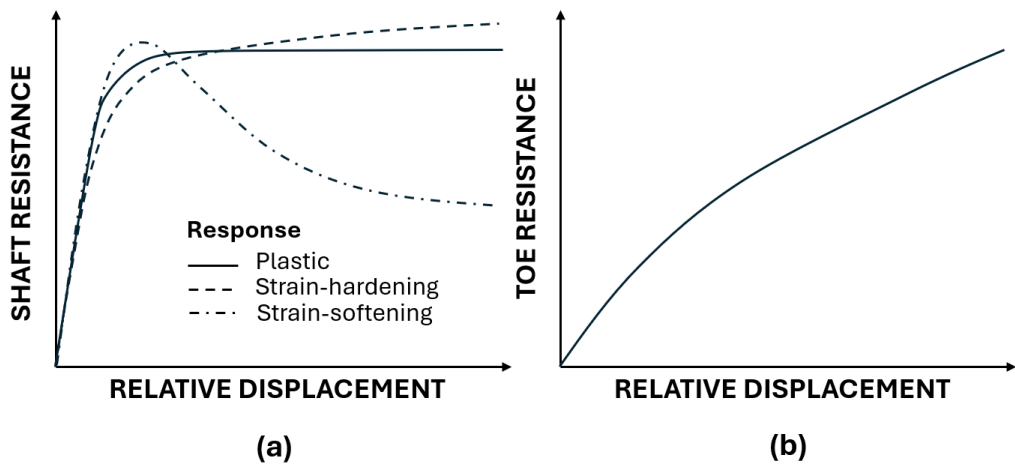 SHAFT RESISTANCE
Response
Plastic
Strain-hardening
Strain-softening
RELATIVE DISPLACEMENT
(a)
TOE RESISTANCE
RELATIVE DISPLACEMENT
(b)